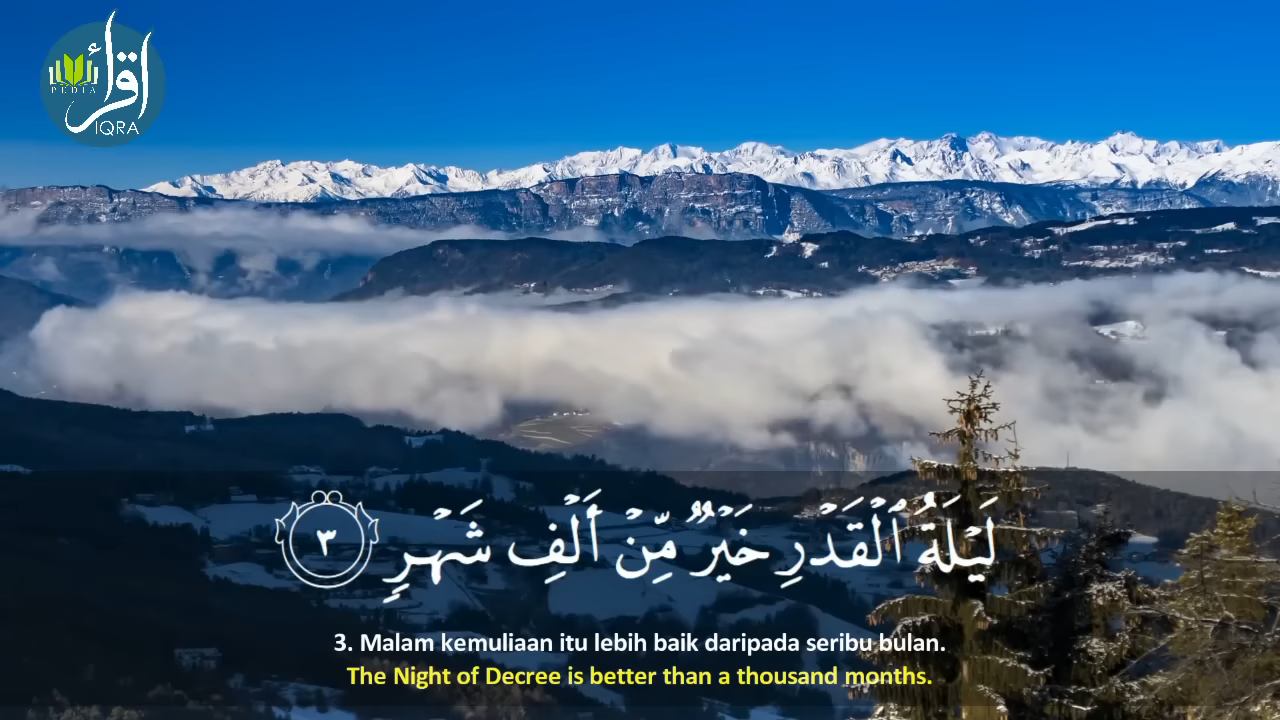 اقرأ
PEDIA
IQRA
لَيْلَةُ ٱلْقَدْرِ خَيْرٌ مِّنْ أَلْفِ شَهْرٍ ٣
3. Malam kemuliaan itu lebih baik daripada seribu bulan.
The Night of Decree is better than a thousand months.